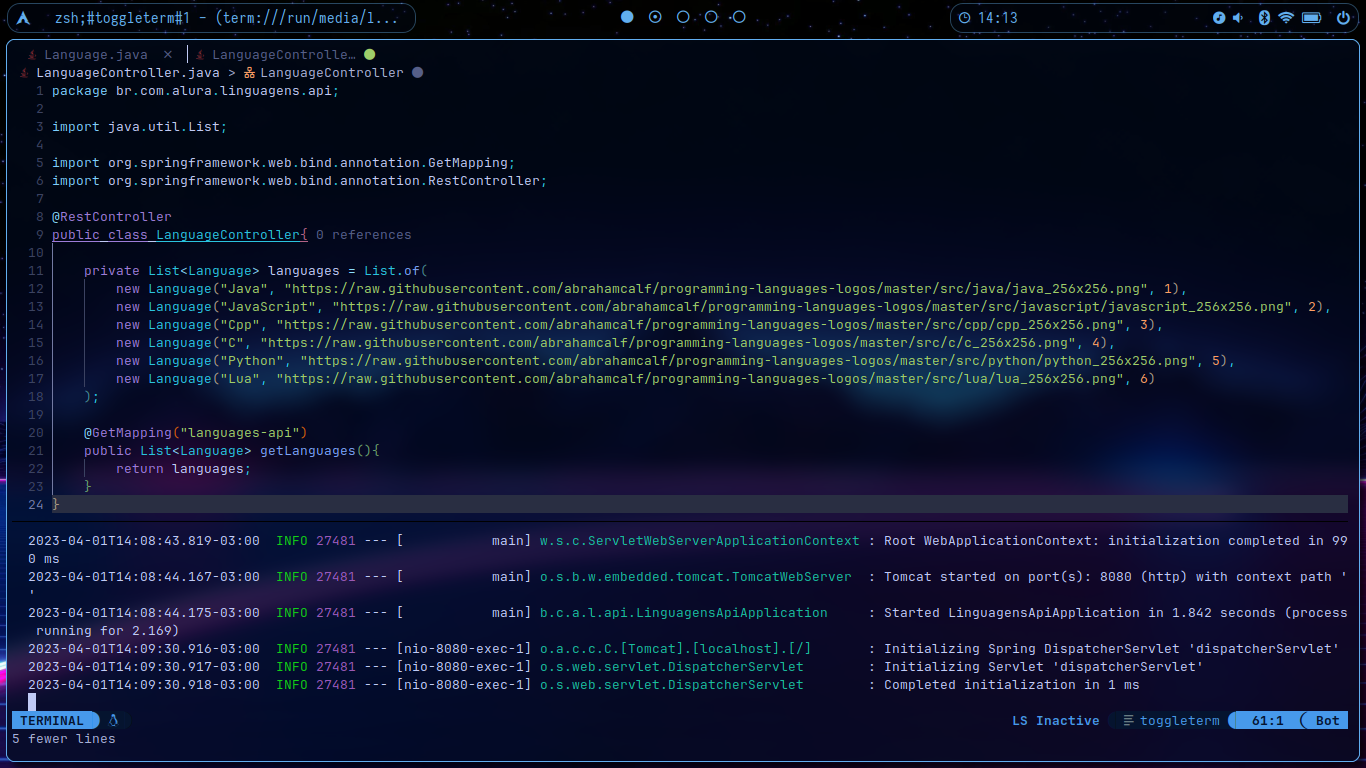 zsh;#toggleterm#1 - (term:///run/media/l...
14:13
Language.java × LanguageControlle…
LanguageController.java > LanguageController
1 package br.com.alura.linguagens.api;
2
3 import java.util.List;
4
5 import org.springframework.web.bind.annotation.GetMapping;
6 import org.springframework.web.bind.annotation.RestController;
7
8 @RestController
9 public class LanguageController{ 0 references
10
11 private List<Language> languages = List.of(
12 new Language("Java", "https://raw.githubusercontent.com/abrahamcalf/programming-languages-logos/master/src/java/java_256x256.png", 1),
13 new Language("JavaScript", "https://raw.githubusercontent.com/abrahamcalf/programming-languages-logos/master/src/javascript/javascript_256x256.png", 2),
14 new Language("Cpp", "https://raw.githubusercontent.com/abrahamcalf/programming-languages-logos/master/src/cpp/cpp_256x256.png", 3),
15 new Language("C", "https://raw.githubusercontent.com/abrahamcalf/programming-languages-logos/master/src/c/c_256x256.png", 4),
16 new Language("Python", "https://raw.githubusercontent.com/abrahamcalf/programming-languages-logos/master/src/python/python_256x256.png", 5),
17 new Language("Lua", "https://raw.githubusercontent.com/abrahamcalf/programming-languages-logos/master/src/lua/lua_256x256.png", 6)
18 );
19
20 @GetMapping("languages-api")
21 public List<Language> getLanguages(){
22 return languages;
23 }
24 }
2023-04-01T14:08:43.819-03:00 INFO 27481 --- [ main] w.s.c.ServletWebServerApplicationContext : Root WebApplicationContext: initialization completed in 99
0 ms
2023-04-01T14:08:44.167-03:00 INFO 27481 --- [ main] o.s.b.w.embedded.tomcat.TomcatWebServer : Tomcat started on port(s): 8080 (http) with context path '
'
2023-04-01T14:08:44.175-03:00 INFO 27481 --- [ main] b.c.a.l.api.LinguagensApiApplication : Started LinguagensApiApplication in 1.842 seconds (process
running for 2.169)
2023-04-01T14:09:30.916-03:00 INFO 27481 --- [nio-8080-exec-1] o.a.c.c.C.[Tomcat].[localhost].[/] : Initializing Spring DispatcherServlet 'dispatcherServlet'
2023-04-01T14:09:30.917-03:00 INFO 27481 --- [nio-8080-exec-1] o.s.web.servlet.DispatcherServlet : Initializing Servlet 'dispatcherServlet'
2023-04-01T14:09:30.918-03:00 INFO 27481 --- [nio-8080-exec-1] o.s.web.servlet.DispatcherServlet : Completed initialization in 1 ms
TERMINAL LS Inactive toggleterm 61:1 Bot
5 fewer lines